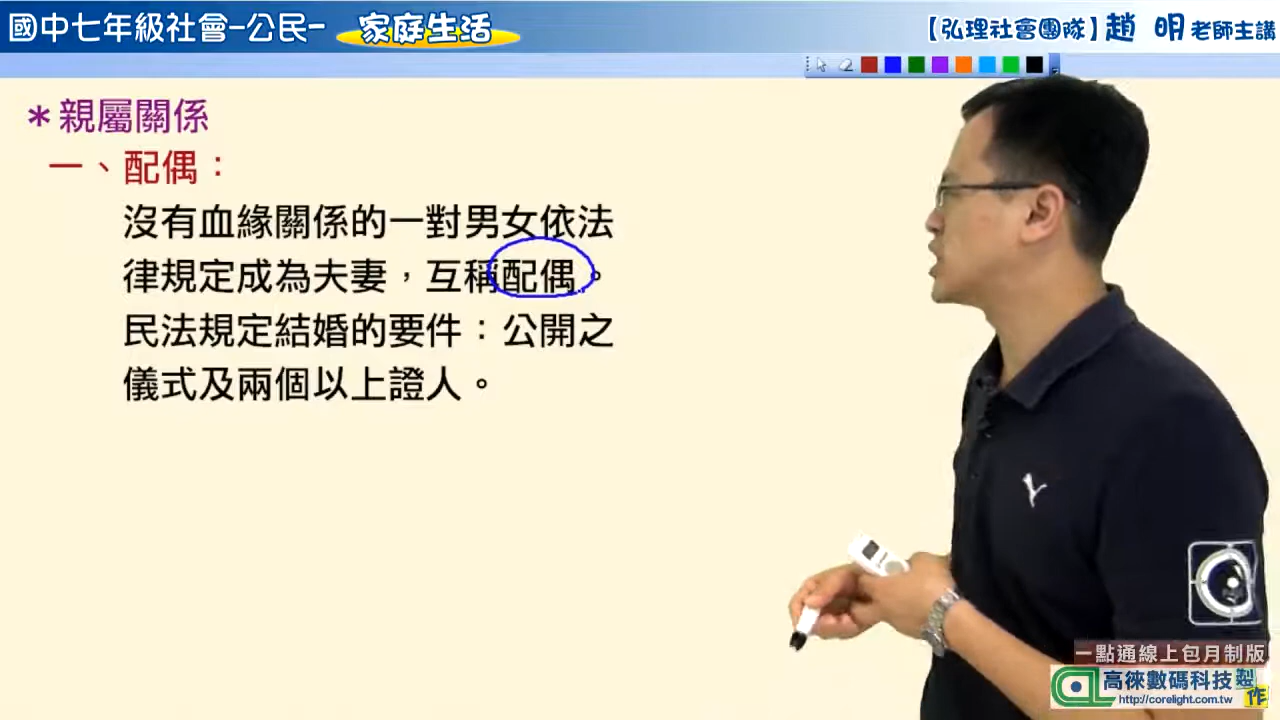 國中七年級社會-公民- 家庭生活
【弘理社會團隊】趙 明老師主講
＊親屬關係
一、配偶：
沒有血緣關係的一對男女依法
律規定成為夫妻，互稱配偶。
民法規定結婚的要件：公開之
儀式及兩個以上證人。
一點通線上包月制版
高徠數碼科技製作
http://corelight.com.tw